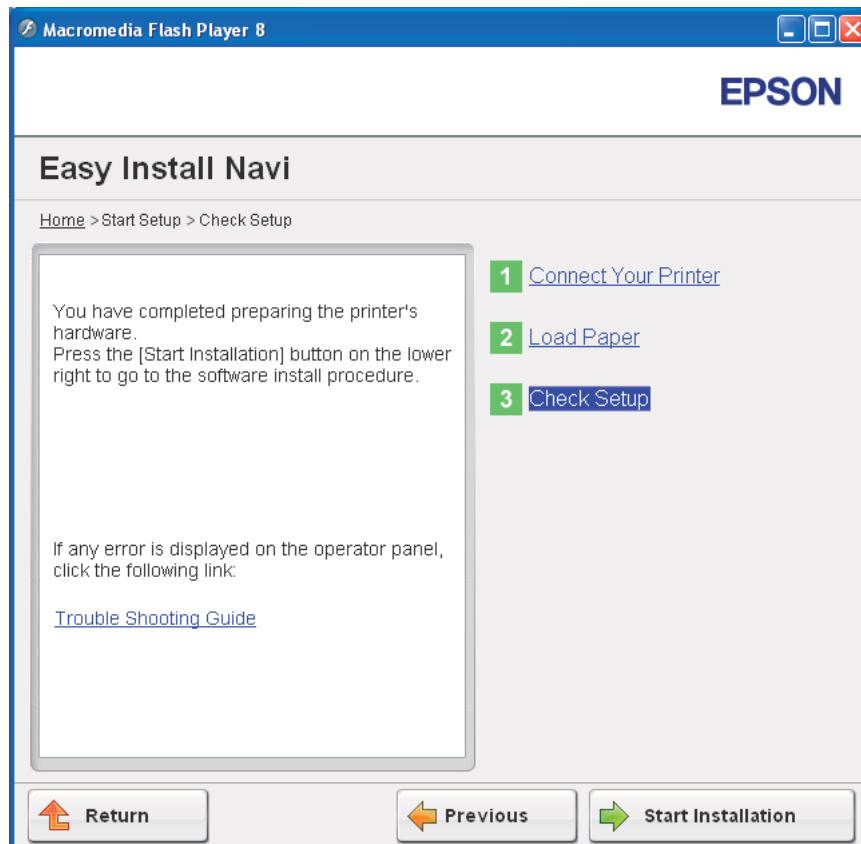 Macromedia Flash Player 8
EPSON
Easy Install Navi
Home > Start Setup > Check Setup
You have completed preparing the printer's
hardware.
Press the [Start Installation] button on the lower
right to go to the software install procedure.
If any error is displayed on the operator panel,
click the following link:
Trouble Shooting Guide
1 Connect Your Printer
2 Load Paper
3 Check Setup
Return
Previous
Start Installation